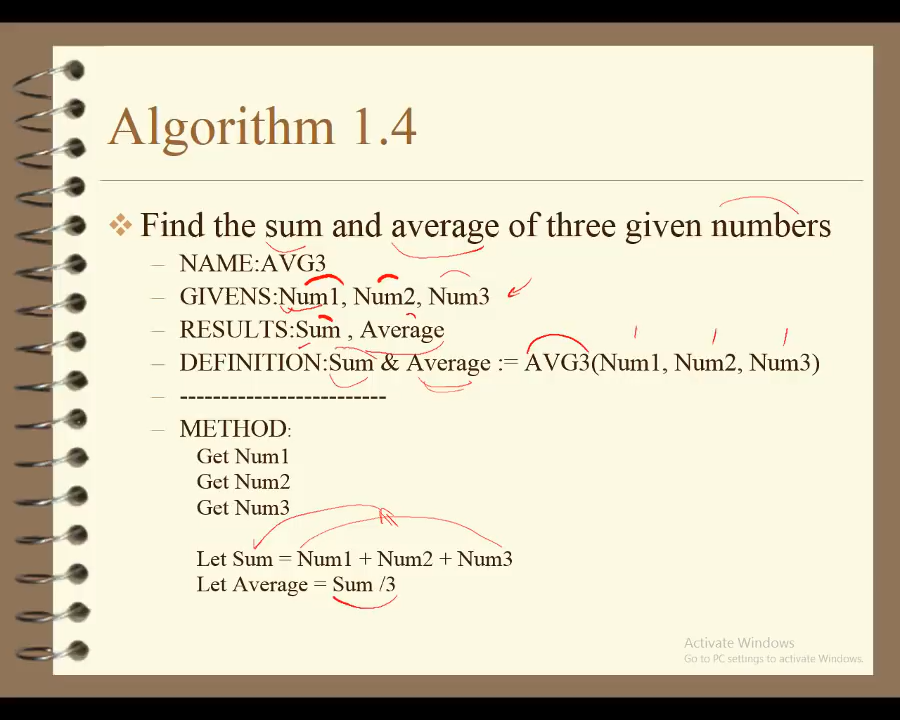 Algorithm 1.4
Find the sum and average of three given numbers
– NAME:AVG3
– GIVENS:Num1, Num2, Num3
– RESULTS:Sum , Average
– DEFINITION:Sum & Average := AVG3(Num1, Num2, Num3)
– -------------------------
– METHOD:
Get Num1
Get Num2
Get Num3
Let Sum = Num1 + Num2 + Num3
Let Average = Sum /3
Activate Windows
Go to PC settings to activate Windows.